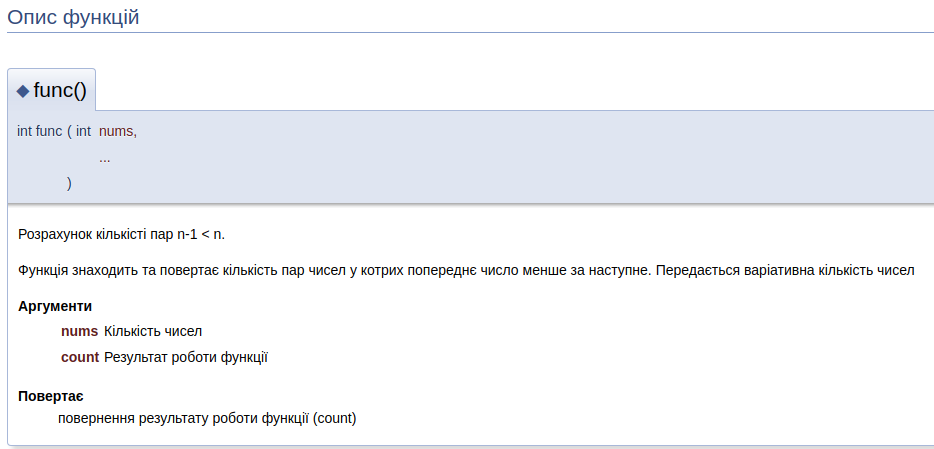 Опис функцій
◆ func()
int func ( int nums,
...
)
Розрахунок кількісті пар n-1 < n.
Функція знаходить та повертає кількість пар чисел у котрих попереднє число менше за наступне. Передається варіативна кількість чисел
Аргументи
nums Кількість чисел
count Результат роботи функції
Повертає
повернення результату роботи функції (count)